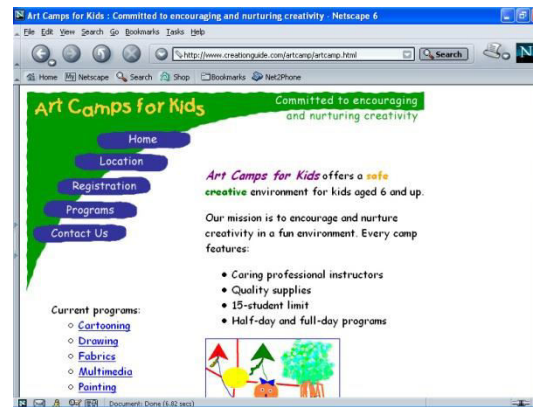 Art Camps for Kids : Committed to encouraging and nurturing creativity - Netscape 6
File Edit View Search Go Bookmarks Tasks Help
http://www.creationguide.com/artcamp/artcamp.html Search
Home Netscape Search Shop Bookmarks Net2Phone
Art Camps for Kids
Committed to encouraging
and nurturing creativity
Home
Location
Registration
Programs
Contact Us
Art Camps for Kids offers a safe
creative environment for kids aged 6 and up.
Our mission is to encourage and nurture
creativity in a fun environment. Every camp
features:
Caring professional instructors
Quality supplies
15-student limit
Half-day and full-day programs
Current programs:
Cartooning
Drawing
Fabrics
Multimedia
Painting
Document: Done (6.82 secs)